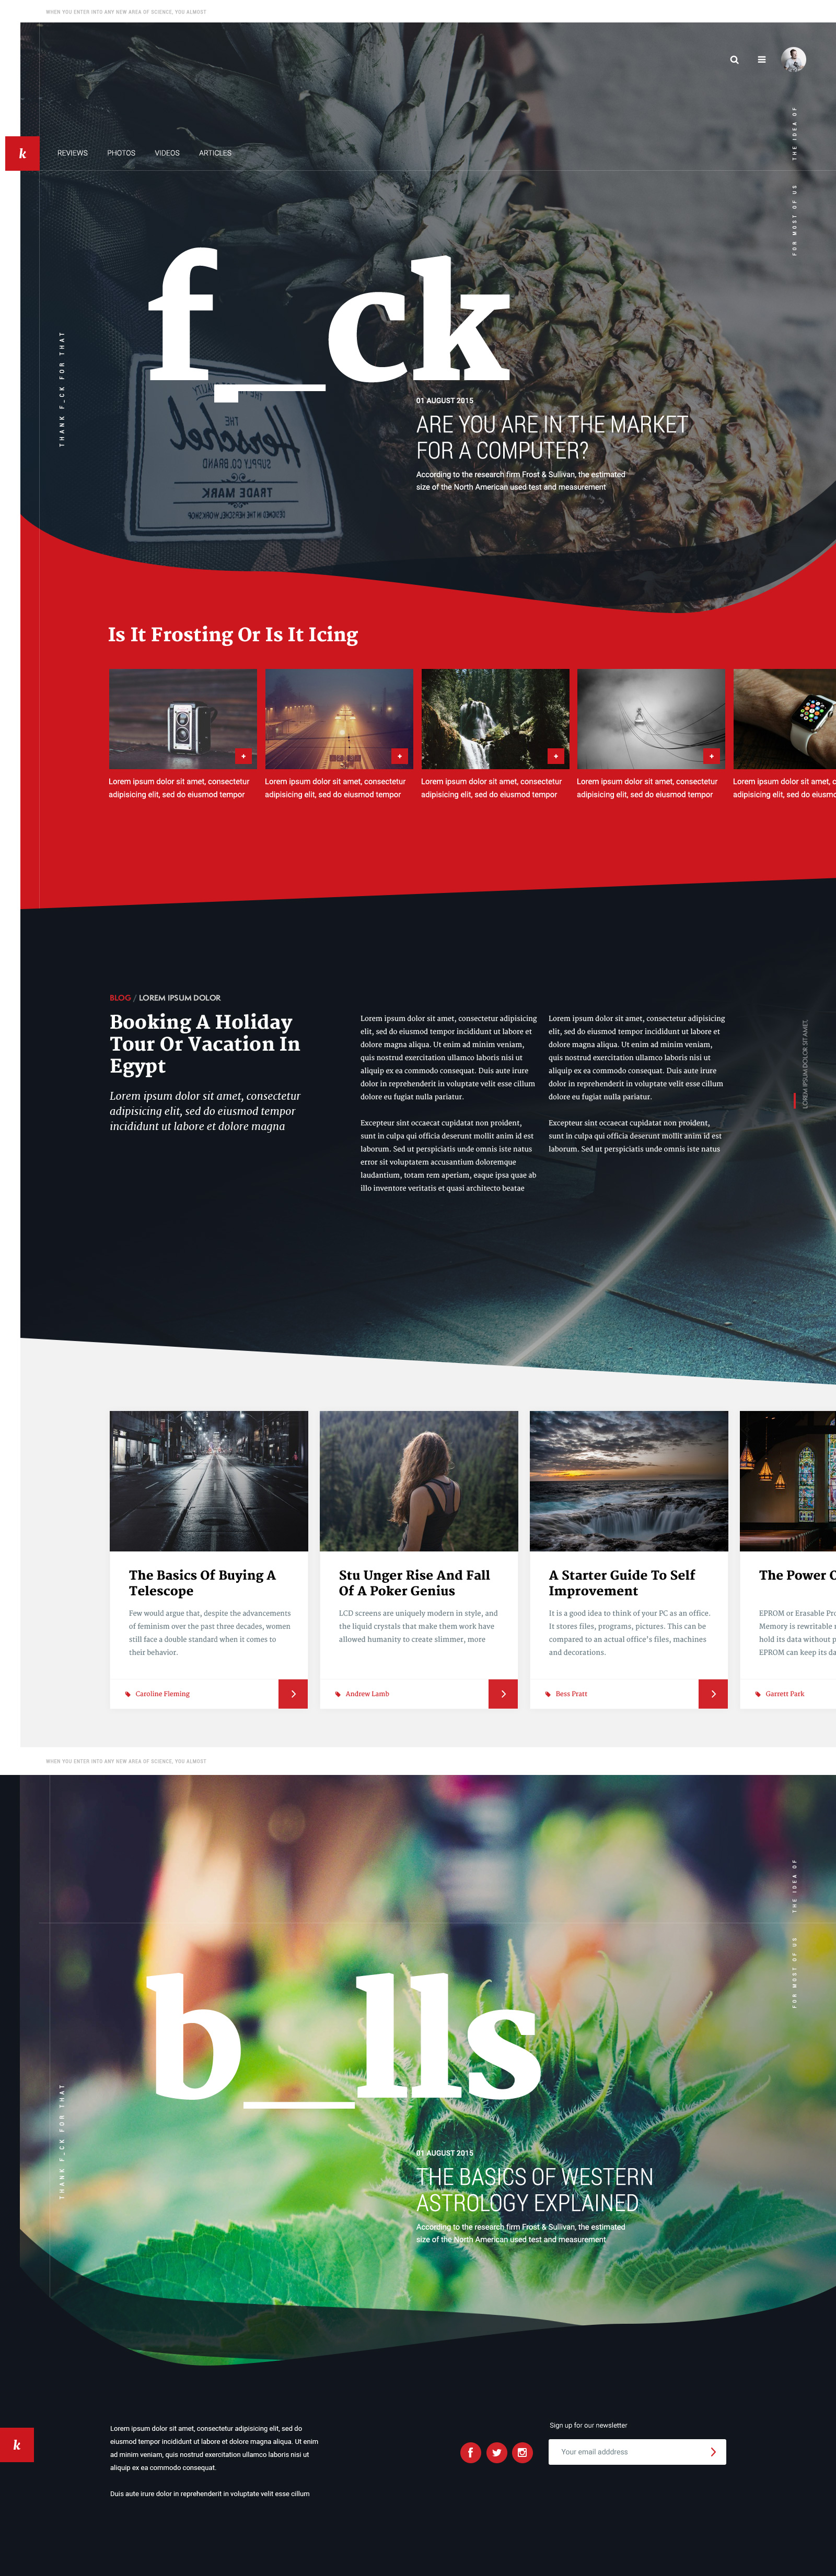 WHEN YOU ENTER INTO ANY NEW AREA OF SCIENCE, YOU ALMOST
THE IDEA OF
FOR MOST OF US
k
REVIEWS PHOTOS VIDEOS ARTICLES
f_ck
THANK F_CK FOR THAT
Herschel
SUPPLY CO. BRAND
TRADE MARK
01 AUGUST 2015
ARE YOU ARE IN THE MARKET
FOR A COMPUTER?
According to the research firm Frost & Sullivan, the estimated
size of the North American used test and measurement
Is It Frosting Or Is It Icing
Lorem ipsum dolor sit amet, consectetur
adipisicing elit, sed do eiusmod tempor
Lorem ipsum dolor sit amet, consectetur
adipisicing elit, sed do eiusmod tempor
Lorem ipsum dolor sit amet, consectetur
adipisicing elit, sed do eiusmod tempor
Lorem ipsum dolor sit amet, consectetur
adipisicing elit, sed do eiusmod tempor
Lorem ipsum dolor sit amet, c
adipisicing elit, sed do eiusmo
BLOG / LOREM IPSUM DOLOR
Booking A Holiday
Tour Or Vacation In
Egypt
Lorem ipsum dolor sit amet, consectetur
adipisicing elit, sed do eiusmod tempor
incididunt ut labore et dolore magna
Lorem ipsum dolor sit amet, consectetur adipisicing
elit, sed do eiusmod tempor incididunt ut labore et
dolore magna aliqua. Ut enim ad minim veniam,
quis nostrud exercitation ullamco laboris nisi ut
aliquip ex ea commodo consequat. Duis aute irure
dolor in reprehenderit in voluptate velit esse cillum
dolore eu fugiat nulla pariatur.
Excepteur sint occaecat cupidatat non proident,
sunt in culpa qui officia deserunt mollit anim id est
laborum. Sed ut perspiciatis unde omnis iste natus
error sit voluptatem accusantium doloremque
laudantium, totam rem aperiam, eaque ipsa quae ab
illo inventore veritatis et quasi architecto beatae
Lorem ipsum dolor sit amet, consectetur adipisicing
elit, sed do eiusmod tempor incididunt ut labore et
dolore magna aliqua. Ut enim ad minim veniam,
quis nostrud exercitation ullamco laboris nisi ut
aliquip ex ea commodo consequat. Duis aute irure
dolor in reprehenderit in voluptate velit esse cillum
dolore eu fugiat nulla pariatur.
Excepteur sint occaecat cupidatat non proident,
sunt in culpa qui officia deserunt mollit anim id est
laborum. Sed ut perspiciatis unde omnis iste natus
LOREM IPSUM DOLOR SIT AMET,
The Basics Of Buying A
Telescope
Few would argue that, despite the advancements
of feminism over the past three decades, women
still face a double standard when it comes to
their behavior.
Caroline Fleming
Stu Unger Rise And Fall
Of A Poker Genius
LCD screens are uniquely modern in style, and
the liquid crystals that make them work have
allowed humanity to create slimmer, more
Andrew Lamb
A Starter Guide To Self
Improvement
It is a good idea to think of your PC as an office.
It stores files, programs, pictures. This can be
compared to an actual office's files, machines
and decorations.
Bess Pratt
The Power O
EPROM or Erasable Pro
Memory is rewritable
hold its data without p
EPROM can keep its da
Garrett Park
WHEN YOU ENTER INTO ANY NEW AREA OF SCIENCE, YOU ALMOST
THE IDEA OF
FOR MOST OF US
b_lls
THANK F_CK FOR THAT
01 AUGUST 2015
THE BASICS OF WESTERN
ASTROLOGY EXPLAINED
According to the research firm Frost & Sullivan, the estimated
size of the North American used test and measurement
k
Lorem ipsum dolor sit amet, consectetur adipisicing elit, sed do
eiusmod tempor incididunt ut labore et dolore magna aliqua. Ut enim
ad minim veniam, quis nostrud exercitation ullamco laboris nisi ut
aliquip ex ea commodo consequat.
Duis aute irure dolor in reprehenderit in voluptate velit esse cillum
Sign up for our newsletter
Your email adddress